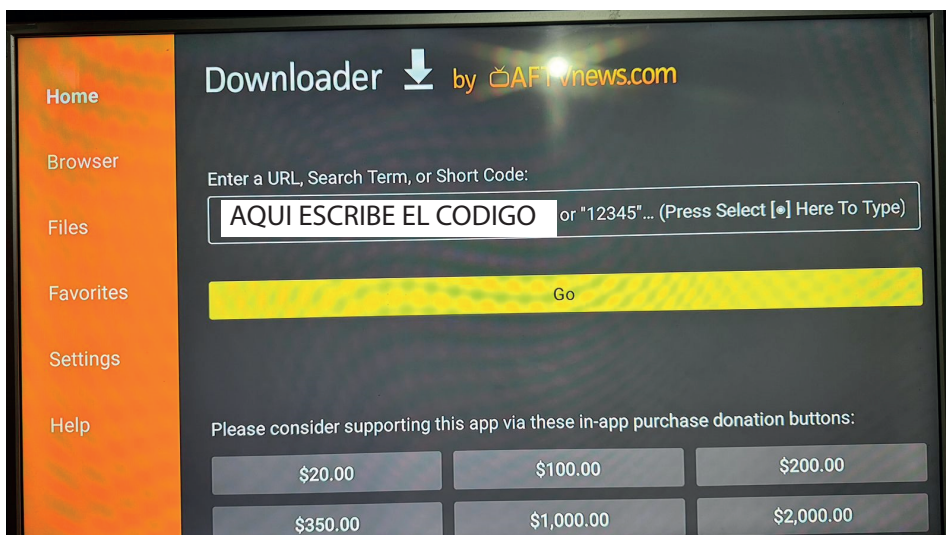 Home
Browser
Files
Favorites
Settings
Help
Downloader by AFTVnews.com
Enter a URL, Search Term, or Short Code:
AQUI ESCRIBE EL CODIGO or "12345"... (Press Select [◉] Here To Type)
Go
Please consider supporting this app via these in-app purchase donation buttons:
$20.00 $100.00 $200.00
$350.00 $1,000.00 $2,000.00